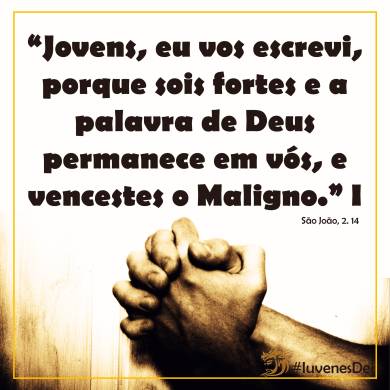 “Jovens, eu vos escrevi,
porque sois fortes e a
palavra de Deus
permanece em vós, e
vencestes o Maligno.” I
São João, 2. 14
#IuvenesDei